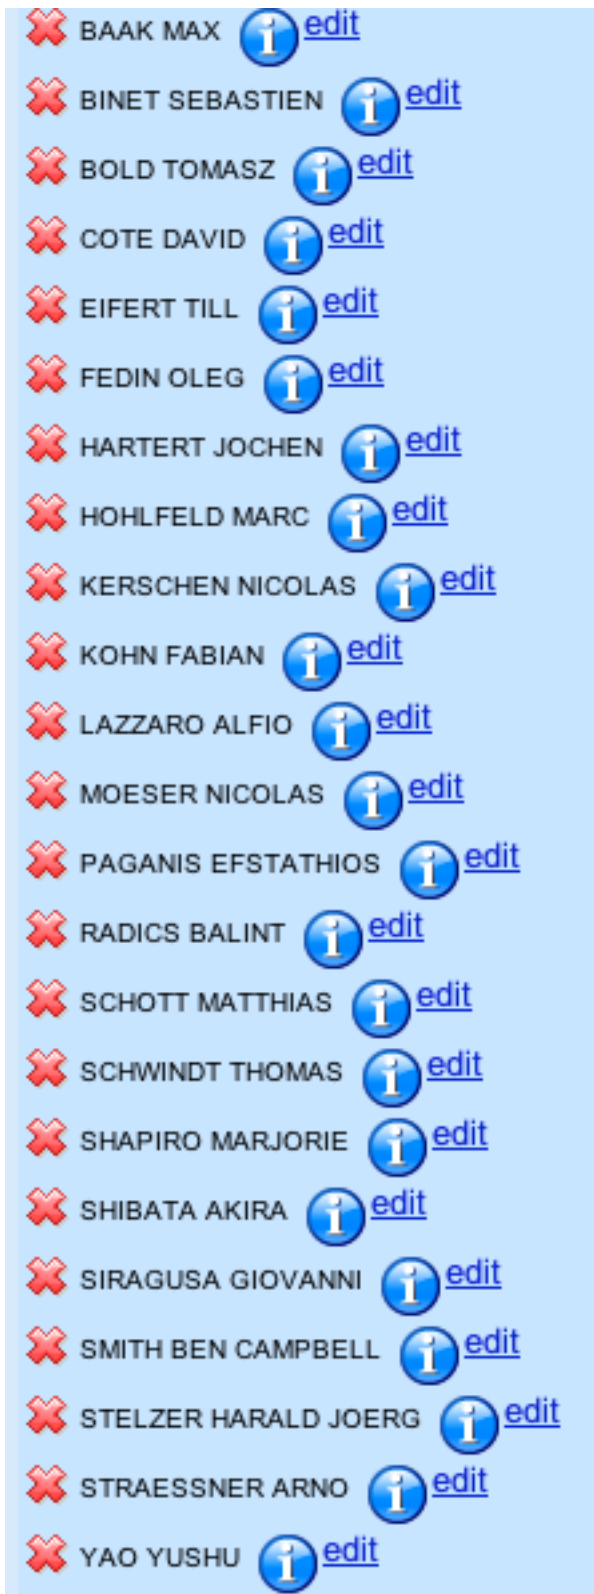 BAAK MAX edit
BINET SEBASTIEN edit
BOLD TOMASZ edit
COTE DAVID edit
EIFERT TILL edit
FEDIN OLEG edit
HARTERT JOCHEN edit
HOHLFELD MARC edit
KERSCHEN NICOLAS edit
KOHN FABIAN edit
LAZZARO ALFIO edit
MOESER NICOLAS edit
PAGANIS EFSTATHIOS edit
RADICS BALINT edit
SCHOTT MATTHIAS edit
SCHWINDT THOMAS edit
SHAPIRO MARJORIE edit
SHIBATA AKIRA edit
SIRAGUSA GIOVANNI edit
SMITH BEN CAMPBELL edit
STELZER HARALD JOERG edit
STRAESSNER ARNO edit
YAO YUSHU edit